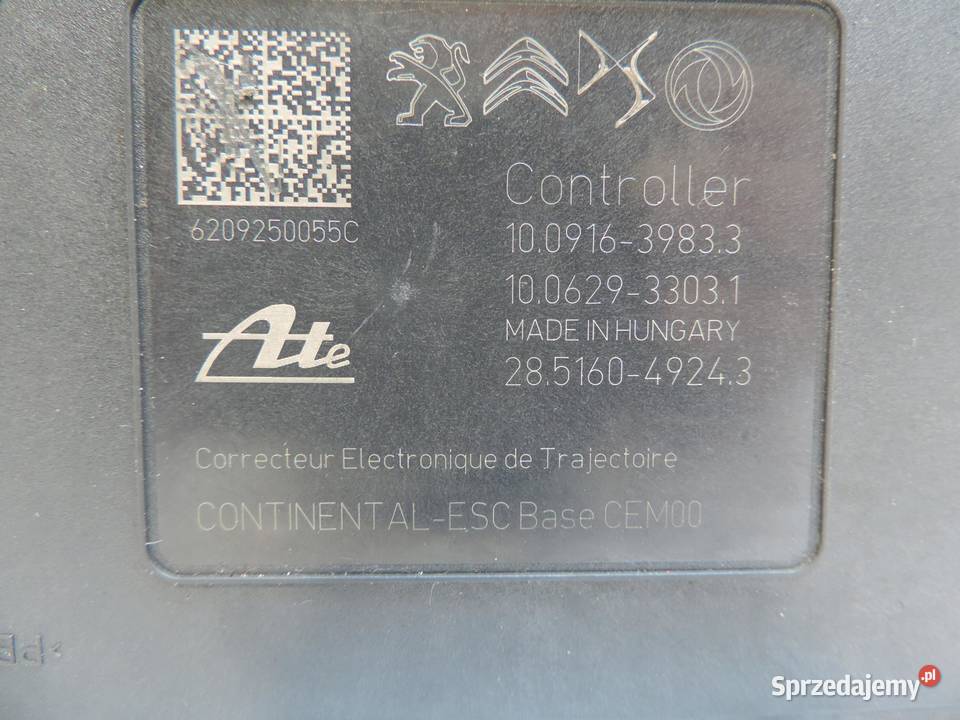 6209250055C
Controller
10.0916-3983.3
10.0629-3303.1
MADE IN HUNGARY
28.5160-4924.3
Ate
Correcteur Electronique de Trajectoire
CONTINENTAL-ESC Base CEM00
Sprzedajemy.pl